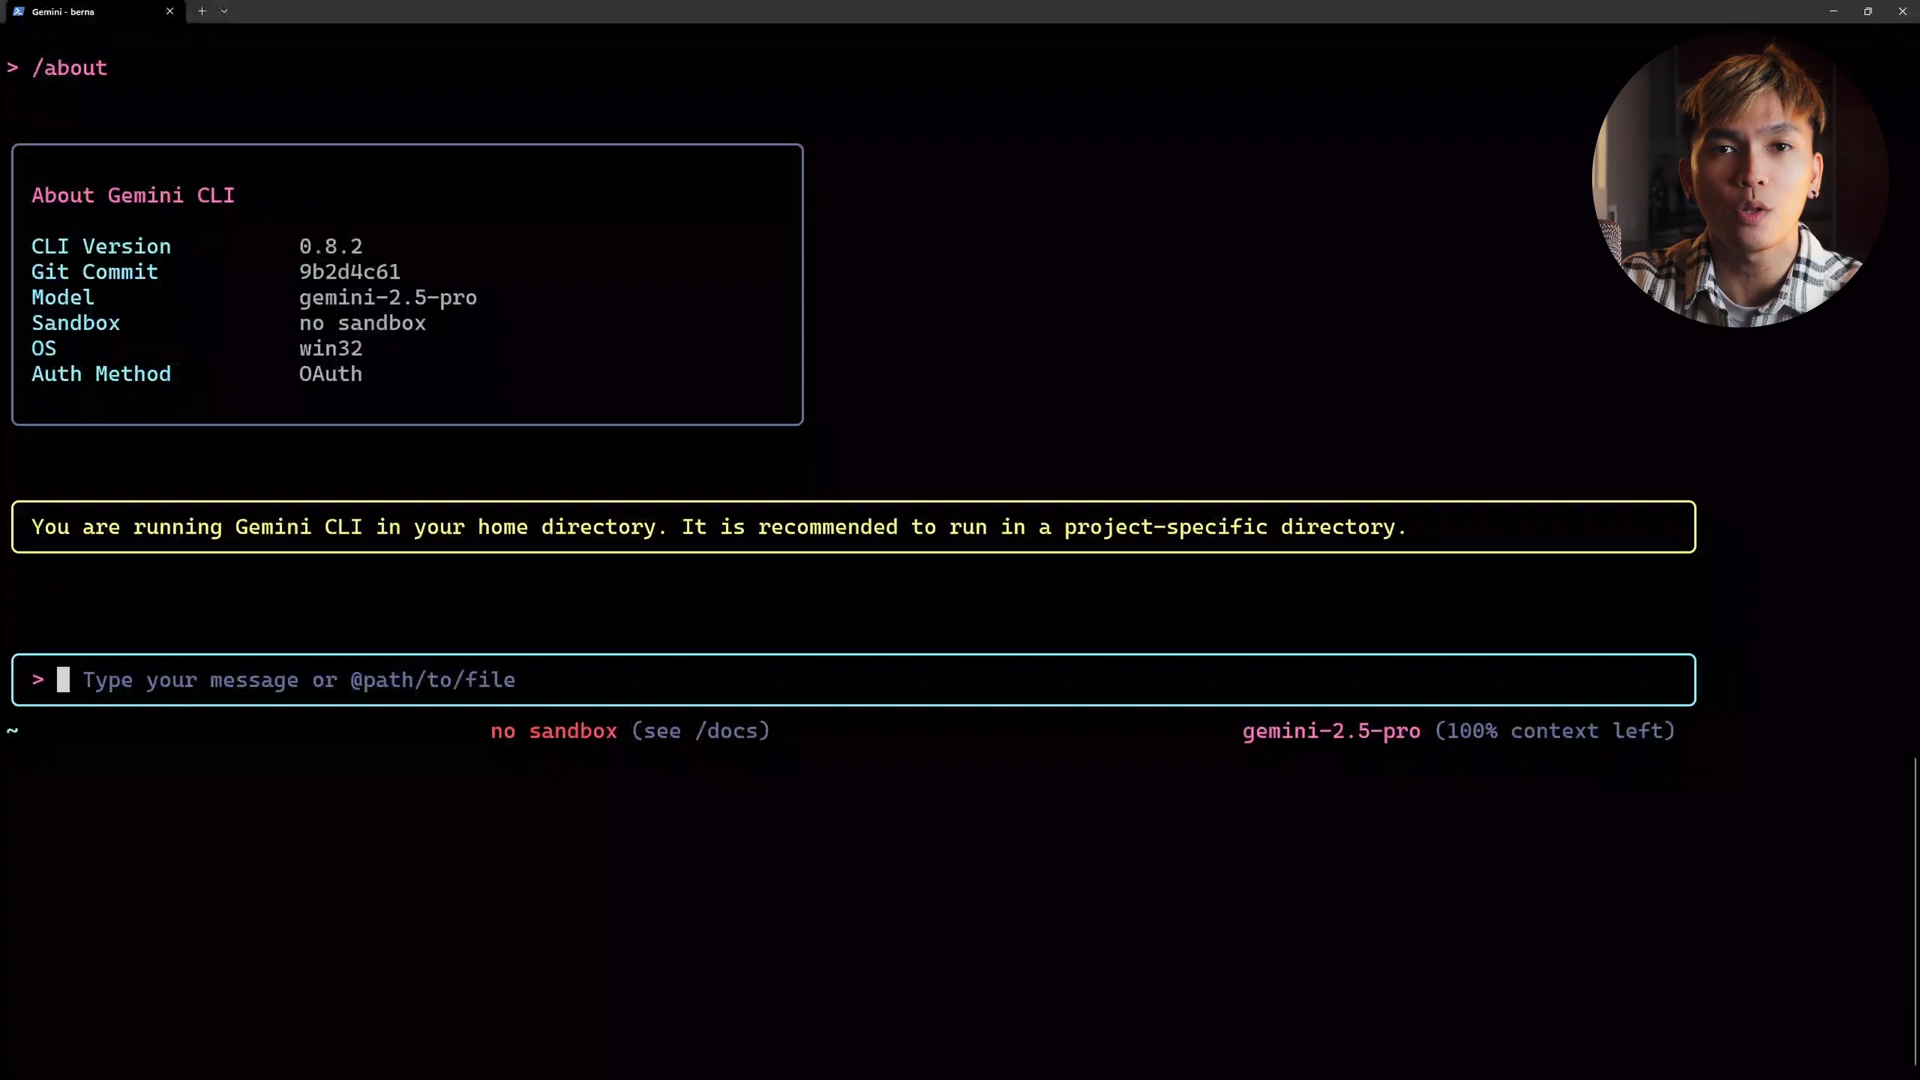 Gemini - berna
> /about
About Gemini CLI
CLI Version 0.8.2
Git Commit 9b2d4c61
Model gemini-2.5-pro
Sandbox no sandbox
OS win32
Auth Method OAuth
You are running Gemini CLI in your home directory. It is recommended to run in a project-specific directory.
> Type your message or @path/to/file
~ no sandbox (see /docs) gemini-2.5-pro (100% context left)